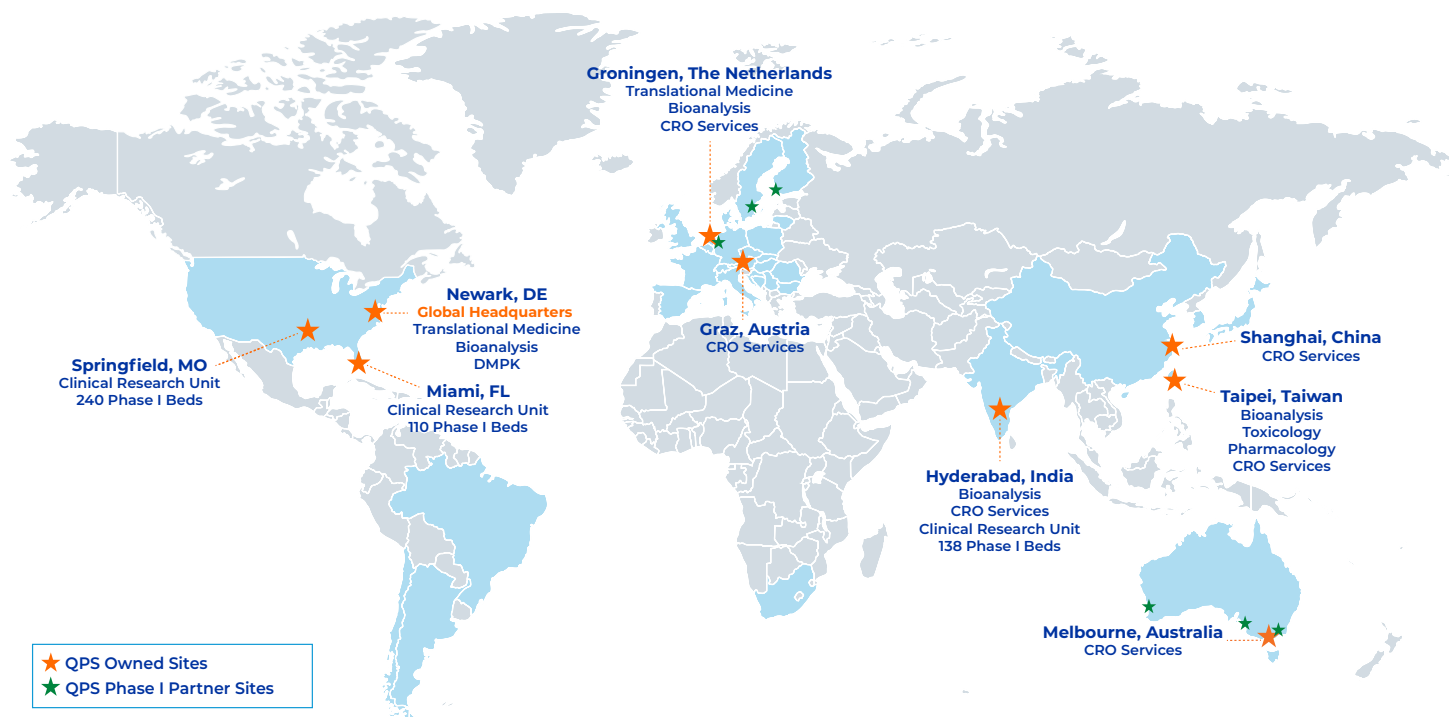 Groningen, The Netherlands
Translational Medicine
Bioanalysis
CRO Services
Newark, DE
Global Headquarters
Translational Medicine
Bioanalysis
DMPK
Springfield, MO
Clinical Research Unit
240 Phase I Beds
Miami, FL
Clinical Research Unit
110 Phase I Beds
Graz, Austria
CRO Services
Shanghai, China
CRO Services
Taipei, Taiwan
Bioanalysis
Toxicology
Pharmacology
CRO Services
Hyderabad, India
Bioanalysis
CRO Services
Clinical Research Unit
138 Phase I Beds
Melbourne, Australia
CRO Services
QPS Owned Sites
QPS Phase I Partner Sites